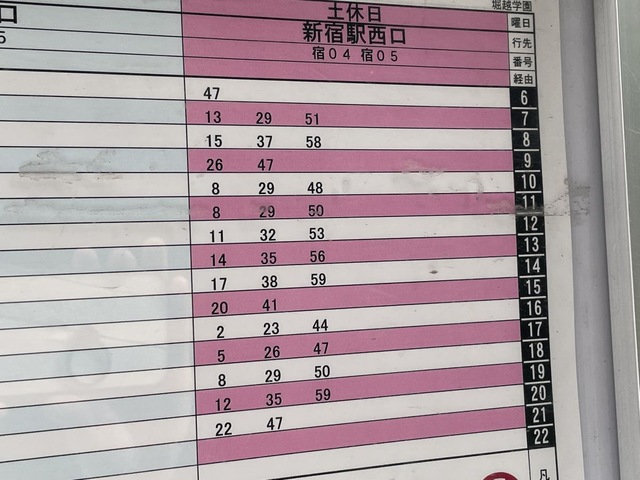 堀越学園
口
土休日 曜日
5
新宿駅西口 行先
宿04 宿05 番号
経由
47 6
13 29 51 7
15 37 58 8
26 47 9
8 29 48 10
8 29 50 11
11 32 53 12
14 35 56 13
17 38 59 14
20 41 15
2 23 44 16
5 26 47 17
8 29 50 18
12 35 59 19
22 47 20
21
22
凡